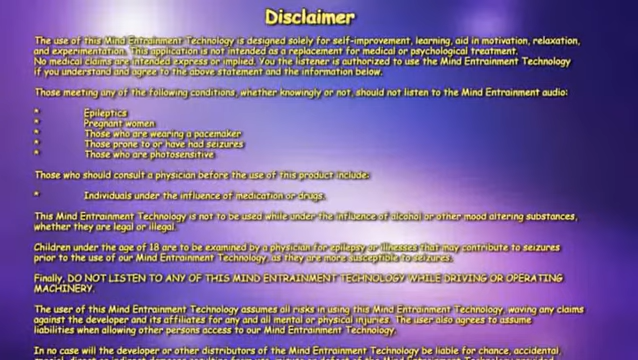 Disclaimer
The use of this Mind Entrainment Technology is designed solely for self-improvement, learning, aid in motivation, relaxation,
and experimentation. This application is not intended as a replacement for medical or psychological treatment.
No medical claims are intended express or implied. You the listener is authorized to use the Mind Entrainment Technology
if you understand and agree to the above statement and the information below.
Those meeting any of the following conditions, whether knowingly or not, should not listen to the Mind Entrainment audio:
* Epileptics
* Pregnant women
* Those who are wearing a pacemaker
* Those prone to or have had seizures
* Those who are photosensitive
Those who should consult a physician before the use of this product include:
* Individuals under the influence of medication or drugs.
This Mind Entrainment Technology is not to be used while under the influence of alcohol or other mood altering substances,
whether they are legal or illegal.
Children under the age of 18 are to be examined by a physician for epilepsy or illnesses that may contribute to seizures
prior to the use of our Mind Entrainment Technology, as they are more susceptible to seizures.
Finally, DO NOT LISTEN TO ANY OF THIS MIND ENTRAINMENT TECHNOLOGY WHILE DRIVING OR OPERATING
MACHINERY.
The user of this Mind Entrainment Technology assumes all risks in using this Mind Entrainment Technology, waving any claims
against the developer and its affiliates for any and all mental or physical injuries. The user also agrees to assume
liabilities when allowing other persons access to our Mind Entrainment Technology.
In no case will the developer or other distributors of the Mind Entrainment Technology be liable for chance, accidental,